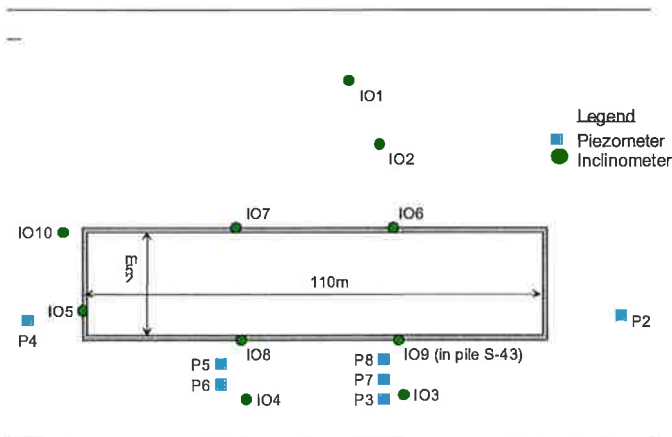 IO1
Legend
Piezometer
Inclinometer
IO2
IO7
IO6
IO10
110m
IO5
P4
P2
IO8
IO9 (in pile S-43)
P5
P8
P6
P7
IO4
P3
IO3